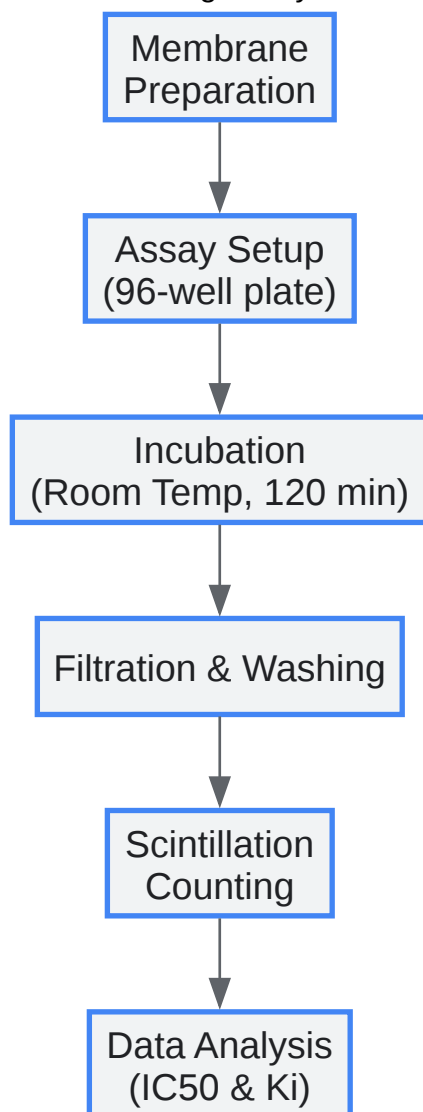 Membrane
Preparation
Assay Setup
(96-well plate)
Incubation
(Room Temp, 120 min)
Filtration & Washing
Scintillation
Counting
Data Analysis
(IC50 & Ki)